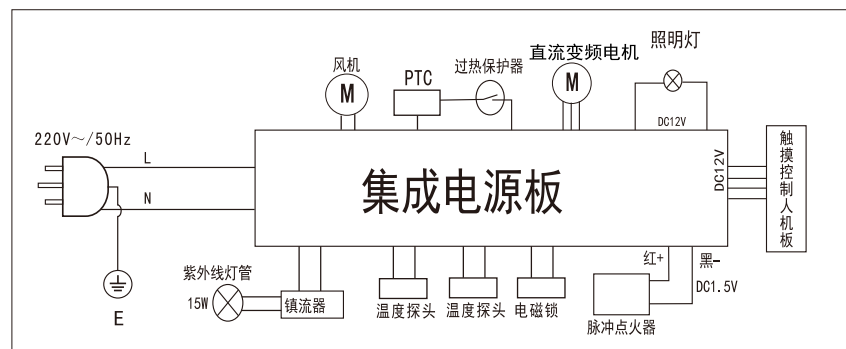 照明灯
直流变频电机
风机
过热保护器
PTC
M
M
220V～/50Hz
DC12V
L
N
集成电源板
DC12V
触摸控制人机板
红+
黑-
紫外线灯管
15W
镇流器
温度探头
温度探头
电磁锁
DC1.5V
脉冲点火器
E